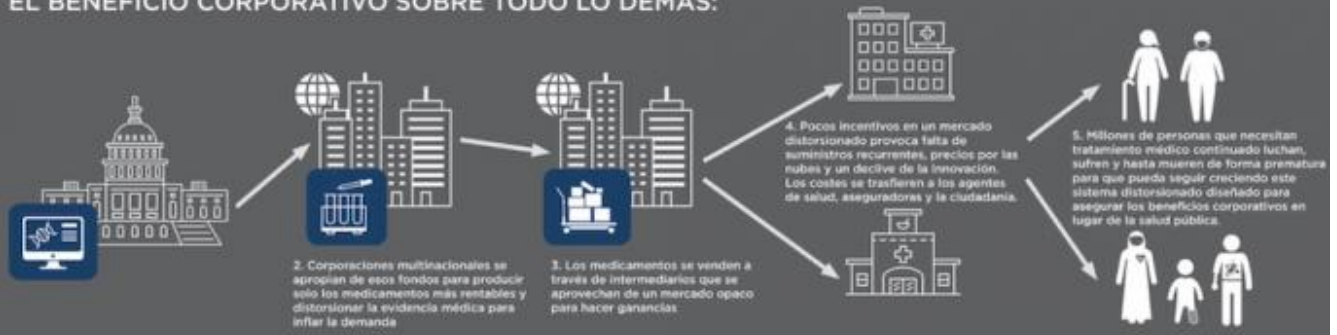 EL BENEFICIO CORPORATIVO SOBRE TODO LO DEMÁS:
2. Corporaciones multinacionales se
apropian de esos fondos para producir
solo los medicamentos más rentables y
distorsionar la evidencia médica para
inflar la demanda
3. Los medicamentos se venden a
través de intermediarios que se
aprovechan de un mercado opaco
para hacer ganancias
4. Pocos incentivos en un mercado
distorsionado provoca falta de
suministros recurrentes, precios por las
nubes y un declive de la innovación.
Los costes se trasfieren a los agentes
de salud, aseguradoras y la ciudadanía.
5. Millones de personas que necesitan
tratamiento médico continuado luchan,
sufren y hasta mueren de forma prematura
para que pueda seguir creciendo este
sistema distorsionado diseñado para
asegurar los beneficios corporativos en
lugar de la salud pública.